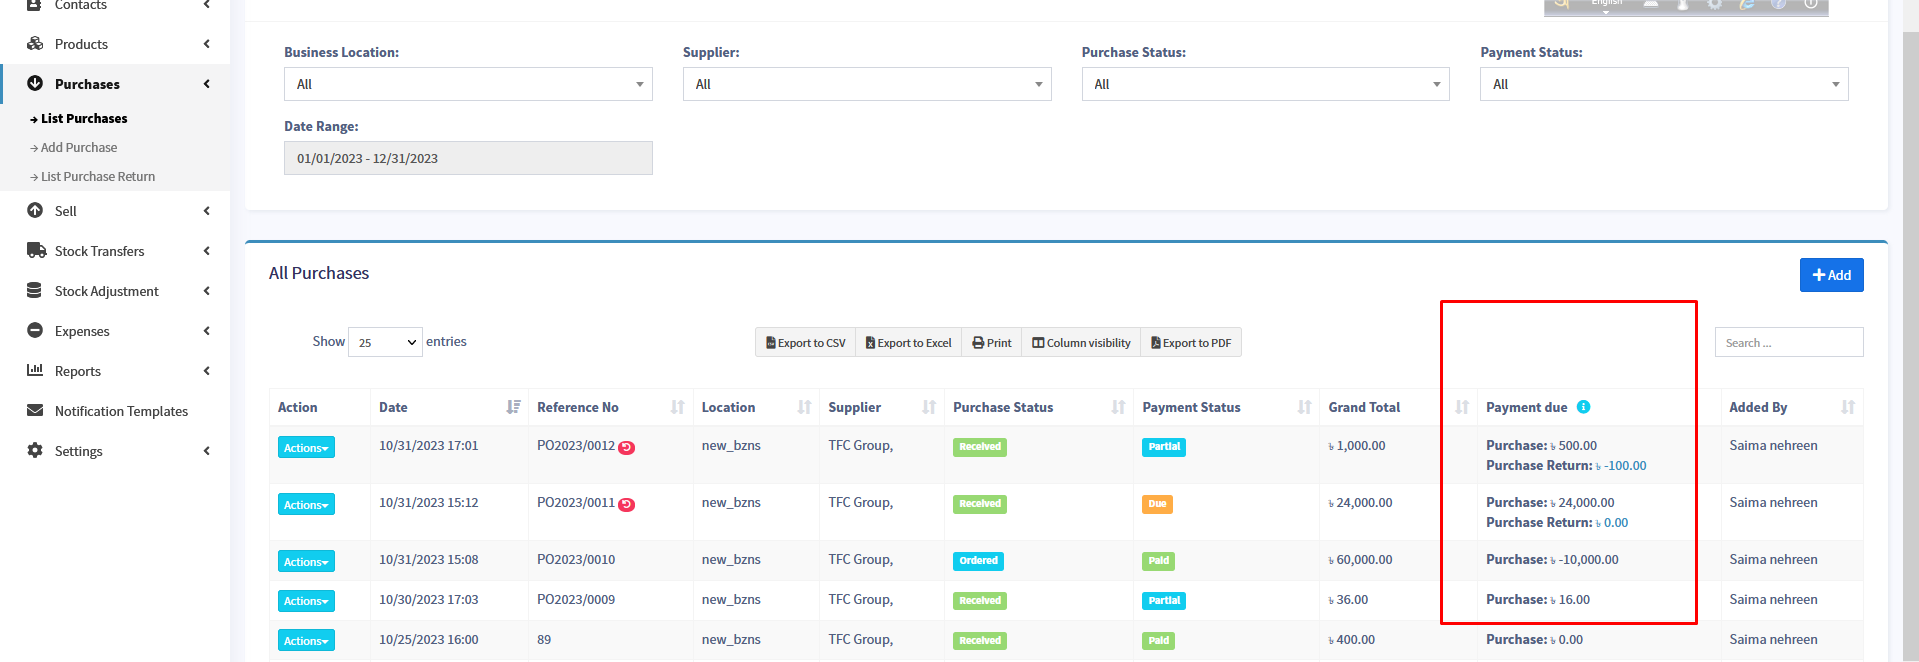 Contacts
English
Products
Business Location:
Supplier:
Purchase Status:
Payment Status:
Purchases
All
All
All
All
List Purchases
Date Range:
Add Purchase
01/01/2023 - 12/31/2023
List Purchase Return
Sell
Stock Transfers
All Purchases
Add
Stock Adjustment
Expenses
Show 25 entries
Export to CSV
Export to Excel
Print
Column visibility
Export to PDF
Search ...
Reports
Notification Templates
Settings
Action Date Reference No Location Supplier Purchase Status Payment Status Grand Total Payment due Added By
Actions 10/31/2023 17:01 PO2023/0012 new_bzns TFC Group, Received Partial ৳ 1,000.00 Purchase: ৳ 500.00 Saima nehreen
Purchase Return: ৳ -100.00
Actions 10/31/2023 15:12 PO2023/0011 new_bzns TFC Group, Received Due ৳ 24,000.00 Purchase: ৳ 24,000.00 Saima nehreen
Purchase Return: ৳ 0.00
Actions 10/31/2023 15:08 PO2023/0010 new_bzns TFC Group, Ordered Paid ৳ 60,000.00 Purchase: ৳ -10,000.00 Saima nehreen
Actions 10/30/2023 17:03 PO2023/0009 new_bzns TFC Group, Received Partial ৳ 36.00 Purchase: ৳ 16.00 Saima nehreen
Actions 10/25/2023 16:00 89 new_bzns TFC Group, Received Paid ৳ 400.00 Purchase: ৳ 0.00 Saima nehreen